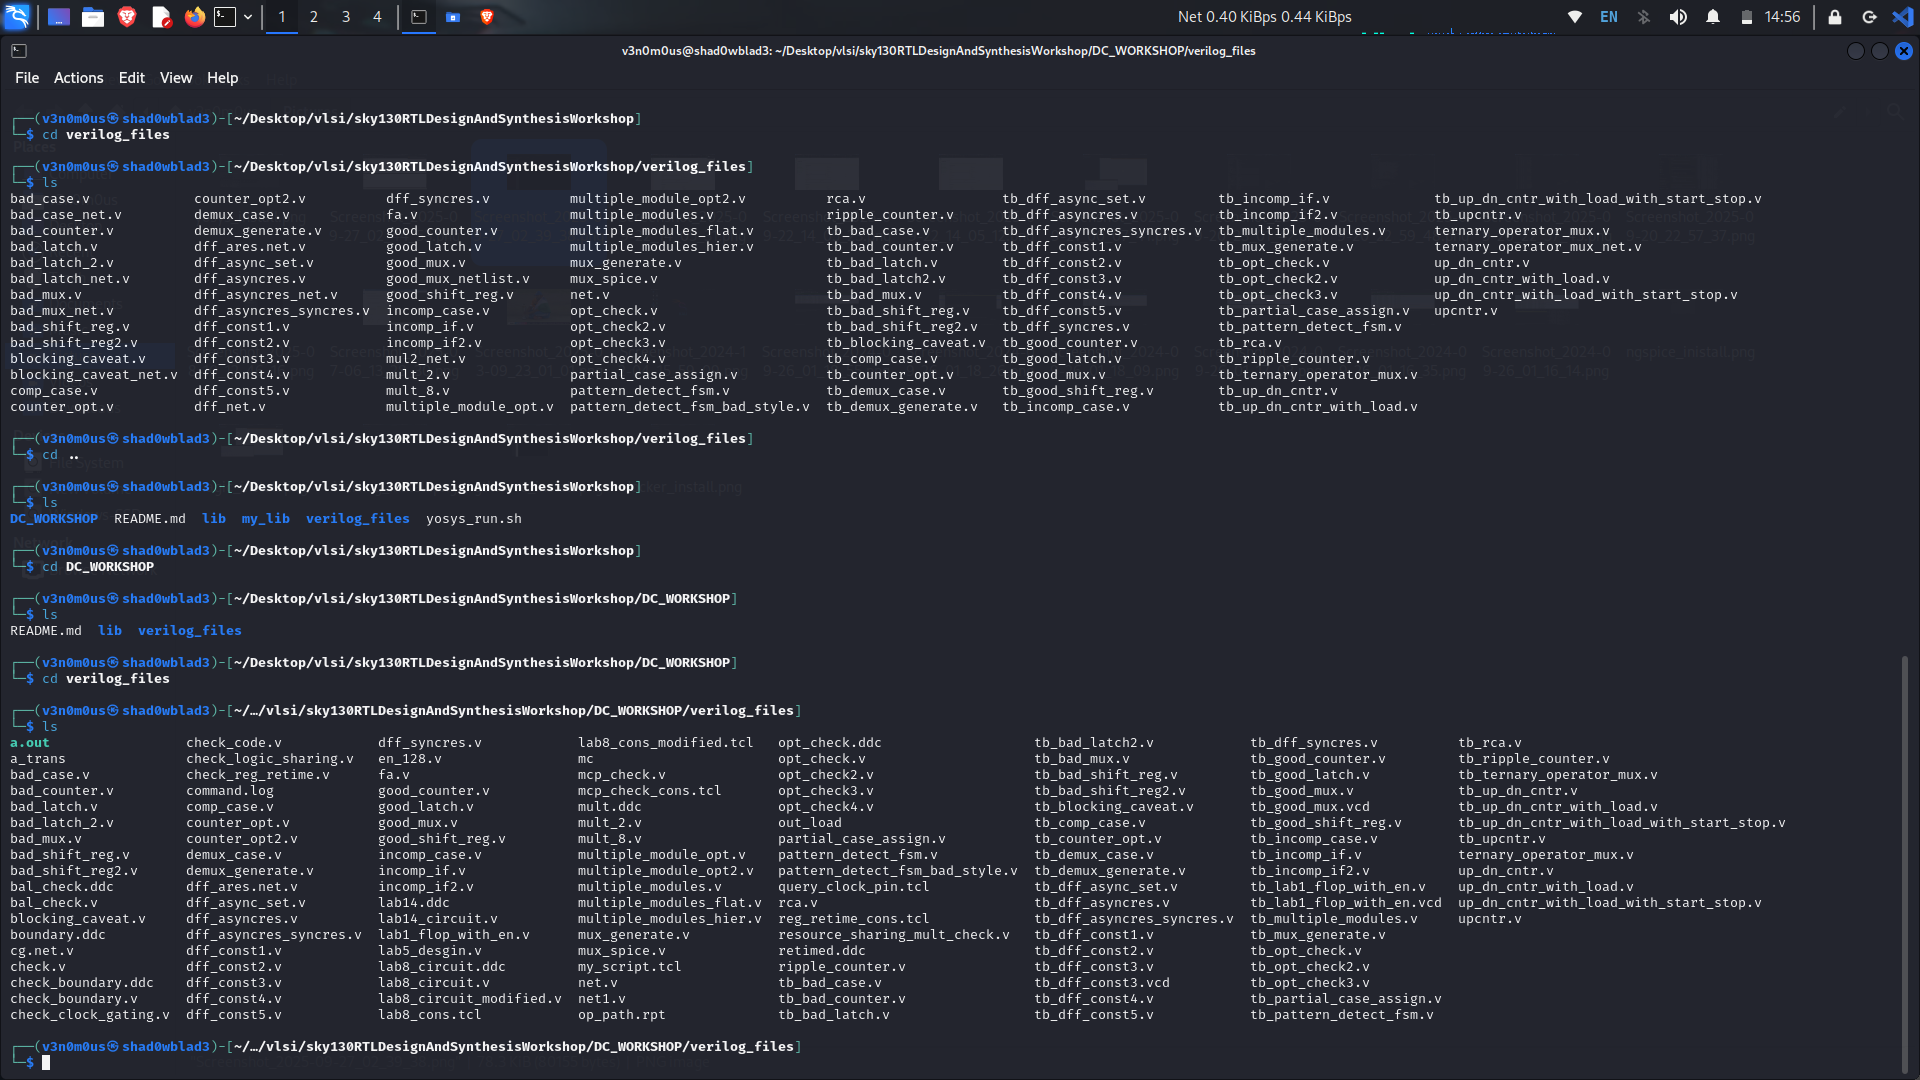 1 2 3 4 Net 0.40 KiBps 0.44 KiBps EN 14:56
v3n0m0us@shad0wblad3: ~/Desktop/vlsi/sky130RTLDesignAndSynthesisWorkshop/DC_WORKSHOP/verilog_files
File Actions Edit View Help
┌──(v3n0m0us㉿shad0wblad3)-[~/Desktop/vlsi/sky130RTLDesignAndSynthesisWorkshop]
└─$ cd verilog_files
┌──(v3n0m0us㉿shad0wblad3)-[~/Desktop/vlsi/sky130RTLDesignAndSynthesisWorkshop/verilog_files]
└─$ ls
bad_case.v counter_opt2.v dff_syncres.v multiple_module_opt2.v rca.v tb_dff_async_set.v tb_incomp_if.v tb_up_dn_cntr_with_load_with_start_stop.v
bad_case_net.v demux_case.v fa.v multiple_modules.v ripple_counter.v tb_dff_asyncres.v tb_incomp_if2.v tb_upcntr.v
bad_counter.v demux_generate.v good_counter.v multiple_modules_flat.v tb_bad_case.v tb_dff_asyncres_syncres.v tb_multiple_modules.v ternary_operator_mux.v
bad_latch.v dff_ares.net.v good_latch.v multiple_modules_hier.v tb_bad_counter.v tb_dff_const1.v tb_mux_generate.v ternary_operator_mux_net.v
bad_latch_2.v dff_async_set.v good_mux.v mux_generate.v tb_bad_latch.v tb_dff_const2.v tb_opt_check.v up_dn_cntr.v
bad_latch_net.v dff_asyncres.v good_mux_netlist.v mux_spice.v tb_bad_latch2.v tb_dff_const3.v tb_opt_check2.v up_dn_cntr_with_load.v
bad_mux.v dff_asyncres_net.v good_shift_reg.v net.v tb_bad_mux.v tb_dff_const4.v tb_opt_check3.v up_dn_cntr_with_load_with_start_stop.v
bad_mux_net.v dff_asyncres_syncres.v incomp_case.v opt_check.v tb_bad_shift_reg.v tb_dff_const5.v tb_partial_case_assign.v upcntr.v
bad_shift_reg.v dff_const1.v incomp_if.v opt_check2.v tb_bad_shift_reg2.v tb_dff_syncres.v tb_pattern_detect_fsm.v
bad_shift_reg2.v dff_const2.v incomp_if2.v opt_check3.v tb_blocking_caveat.v tb_good_counter.v tb_rca.v
blocking_caveat.v dff_const3.v mul2_net.v opt_check4.v tb_comp_case.v tb_good_latch.v tb_ripple_counter.v
blocking_caveat_net.v dff_const4.v mult_2.v partial_case_assign.v tb_counter_opt.v tb_good_mux.v tb_ternary_operator_mux.v
comp_case.v dff_const5.v mult_8.v pattern_detect_fsm.v tb_demux_case.v tb_good_shift_reg.v tb_up_dn_cntr.v
counter_opt.v dff_net.v multiple_module_opt.v pattern_detect_fsm_bad_style.v tb_demux_generate.v tb_incomp_case.v tb_up_dn_cntr_with_load.v
┌──(v3n0m0us㉿shad0wblad3)-[~/Desktop/vlsi/sky130RTLDesignAndSynthesisWorkshop/verilog_files]
└─$ cd ..
┌──(v3n0m0us㉿shad0wblad3)-[~/Desktop/vlsi/sky130RTLDesignAndSynthesisWorkshop]
└─$ ls
DC_WORKSHOP README.md lib my_lib verilog_files yosys_run.sh
┌──(v3n0m0us㉿shad0wblad3)-[~/Desktop/vlsi/sky130RTLDesignAndSynthesisWorkshop]
└─$ cd DC_WORKSHOP
┌──(v3n0m0us㉿shad0wblad3)-[~/Desktop/vlsi/sky130RTLDesignAndSynthesisWorkshop/DC_WORKSHOP]
└─$ ls
README.md lib verilog_files
┌──(v3n0m0us㉿shad0wblad3)-[~/Desktop/vlsi/sky130RTLDesignAndSynthesisWorkshop/DC_WORKSHOP]
└─$ cd verilog_files
┌──(v3n0m0us㉿shad0wblad3)-[~/…/vlsi/sky130RTLDesignAndSynthesisWorkshop/DC_WORKSHOP/verilog_files]
└─$ ls
a.out check_code.v dff_syncres.v lab8_cons_modified.tcl opt_check.ddc tb_bad_latch2.v tb_dff_syncres.v tb_rca.v
a_trans check_logic_sharing.v en_128.v mc opt_check.v tb_bad_mux.v tb_good_counter.v tb_ripple_counter.v
bad_case.v check_reg_retime.v fa.v mcp_check.v opt_check2.v tb_bad_shift_reg.v tb_good_latch.v tb_ternary_operator_mux.v
bad_counter.v command.log good_counter.v mcp_check_cons.tcl opt_check3.v tb_bad_shift_reg2.v tb_good_mux.v tb_up_dn_cntr.v
bad_latch.v comp_case.v good_latch.v mult.ddc opt_check4.v tb_blocking_caveat.v tb_good_mux.vcd tb_up_dn_cntr_with_load.v
bad_latch_2.v counter_opt.v good_mux.v mult_2.v out_load tb_comp_case.v tb_good_shift_reg.v tb_up_dn_cntr_with_load_with_start_stop.v
bad_mux.v counter_opt2.v good_shift_reg.v mult_8.v partial_case_assign.v tb_counter_opt.v tb_incomp_case.v tb_upcntr.v
bad_shift_reg.v demux_case.v incomp_case.v multiple_module_opt.v pattern_detect_fsm.v tb_demux_case.v tb_incomp_if.v ternary_operator_mux.v
bad_shift_reg2.v demux_generate.v incomp_if.v multiple_module_opt2.v pattern_detect_fsm_bad_style.v tb_demux_generate.v tb_incomp_if2.v up_dn_cntr.v
bal_check.ddc dff_ares.net.v incomp_if2.v multiple_modules.v query_clock_pin.tcl tb_dff_async_set.v tb_lab1_flop_with_en.v up_dn_cntr_with_load.v
bal_check.v dff_async_set.v lab14.ddc multiple_modules_flat.v rca.v tb_dff_asyncres.v tb_lab1_flop_with_en.vcd up_dn_cntr_with_load_with_start_stop.v
blocking_caveat.v dff_asyncres.v lab14_circuit.v multiple_modules_hier.v reg_retime_cons.tcl tb_dff_asyncres_syncres.v tb_multiple_modules.v upcntr.v
boundary.ddc dff_asyncres_syncres.v lab1_flop_with_en.v mux_generate.v resource_sharing_mult_check.v tb_dff_const1.v tb_mux_generate.v
cg.net.v dff_const1.v lab5_desgin.v mux_spice.v retimed.ddc tb_dff_const2.v tb_opt_check.v
check.v dff_const2.v lab8_circuit.ddc my_script.tcl ripple_counter.v tb_dff_const3.v tb_opt_check2.v
check_boundary.ddc dff_const3.v lab8_circuit.v net.v tb_bad_case.v tb_dff_const3.vcd tb_opt_check3.v
check_boundary.v dff_const4.v lab8_circuit_modified.v net1.v tb_bad_counter.v tb_dff_const4.v tb_partial_case_assign.v
check_clock_gating.v dff_const5.v lab8_cons.tcl op_path.rpt tb_bad_latch.v tb_dff_const5.v tb_pattern_detect_fsm.v
┌──(v3n0m0us㉿shad0wblad3)-[~/…/vlsi/sky130RTLDesignAndSynthesisWorkshop/DC_WORKSHOP/verilog_files]
└─$